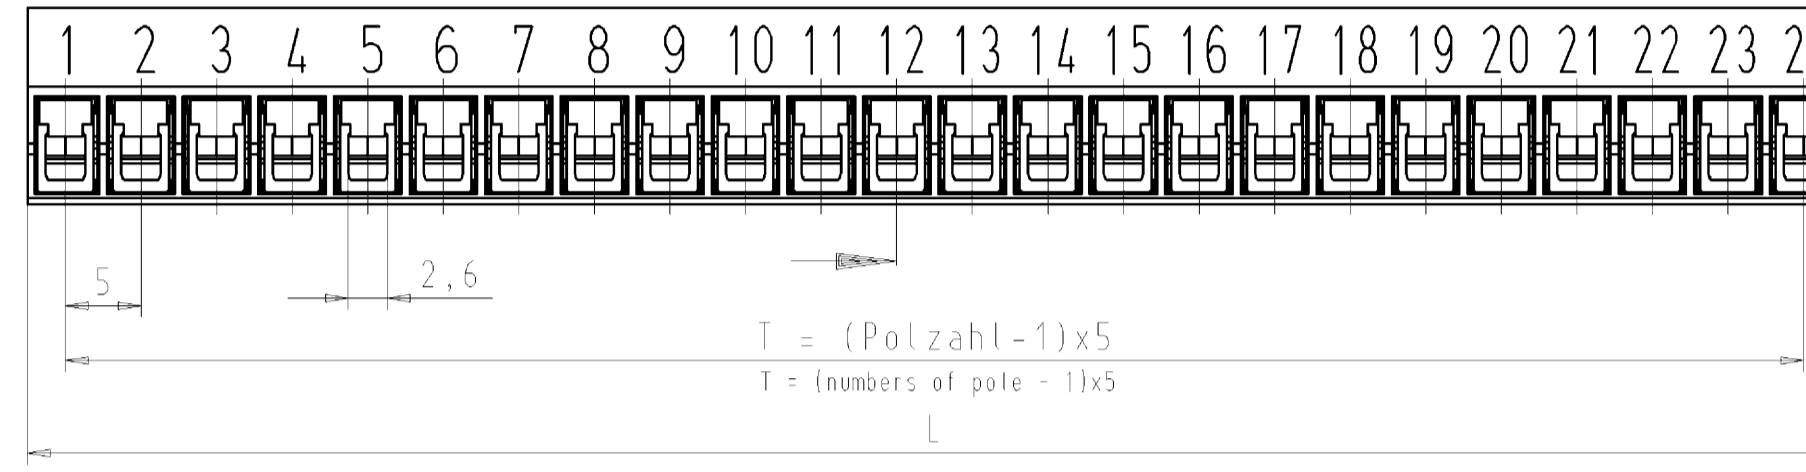 1 2 3 4 5 6 7 8 9 10 11 12 13 14 15 16 17 18 19 20 21 22 23 2
5 2,6
T = (Polzahl-1)x5
T = (numbers of pole - 1)x5
L